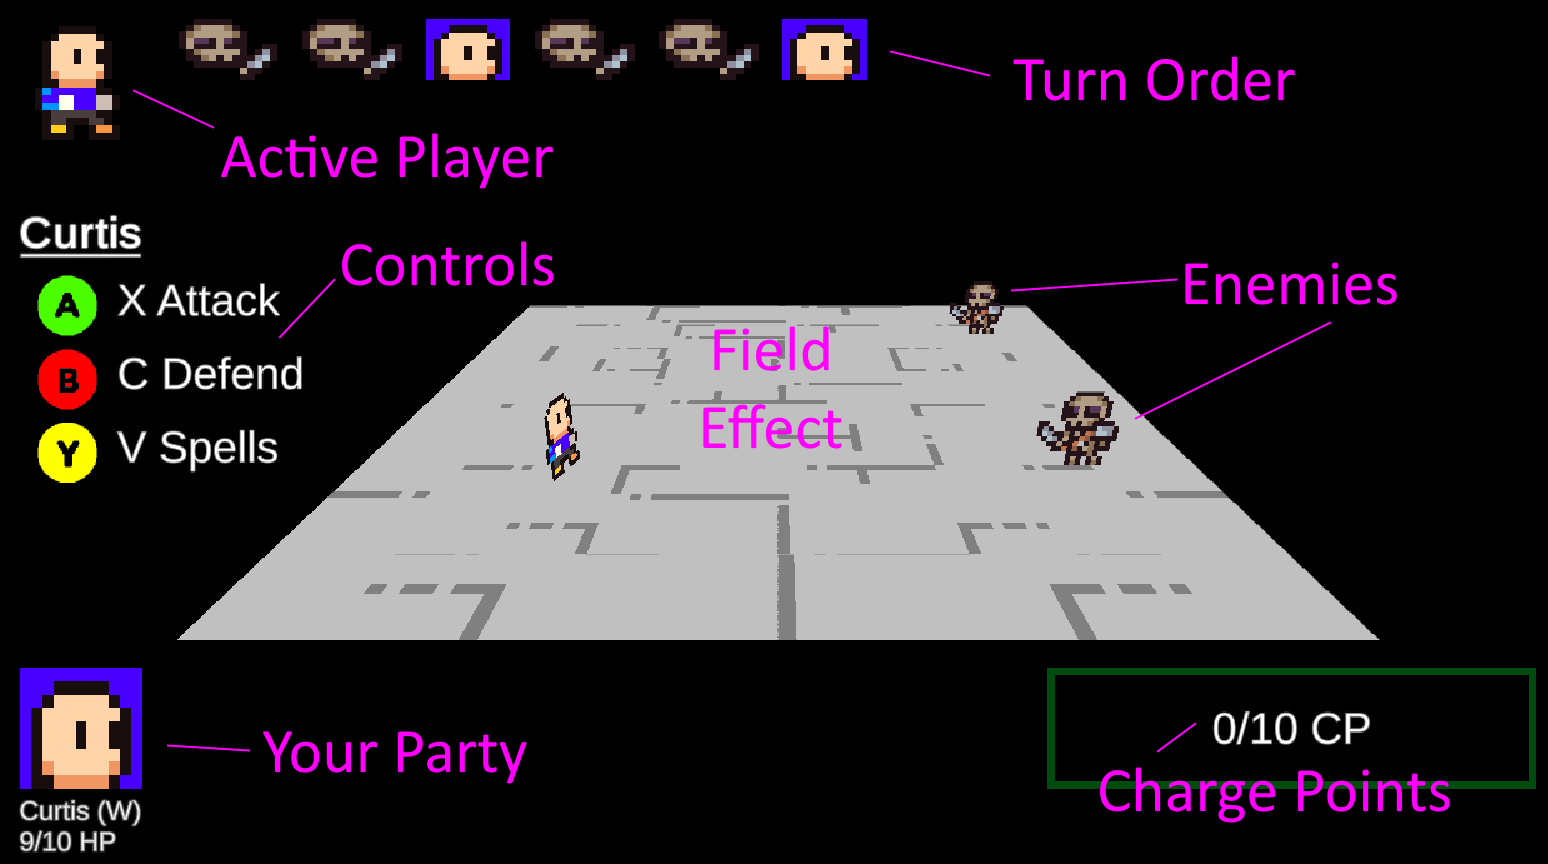 Turn Order
Active Player
Curtis
Controls
A X Attack
B C Defend
Y V Spells
Enemies
Field
Effect
Your Party
Curtis (W)
9/10 HP
0/10 CP
Charge Points